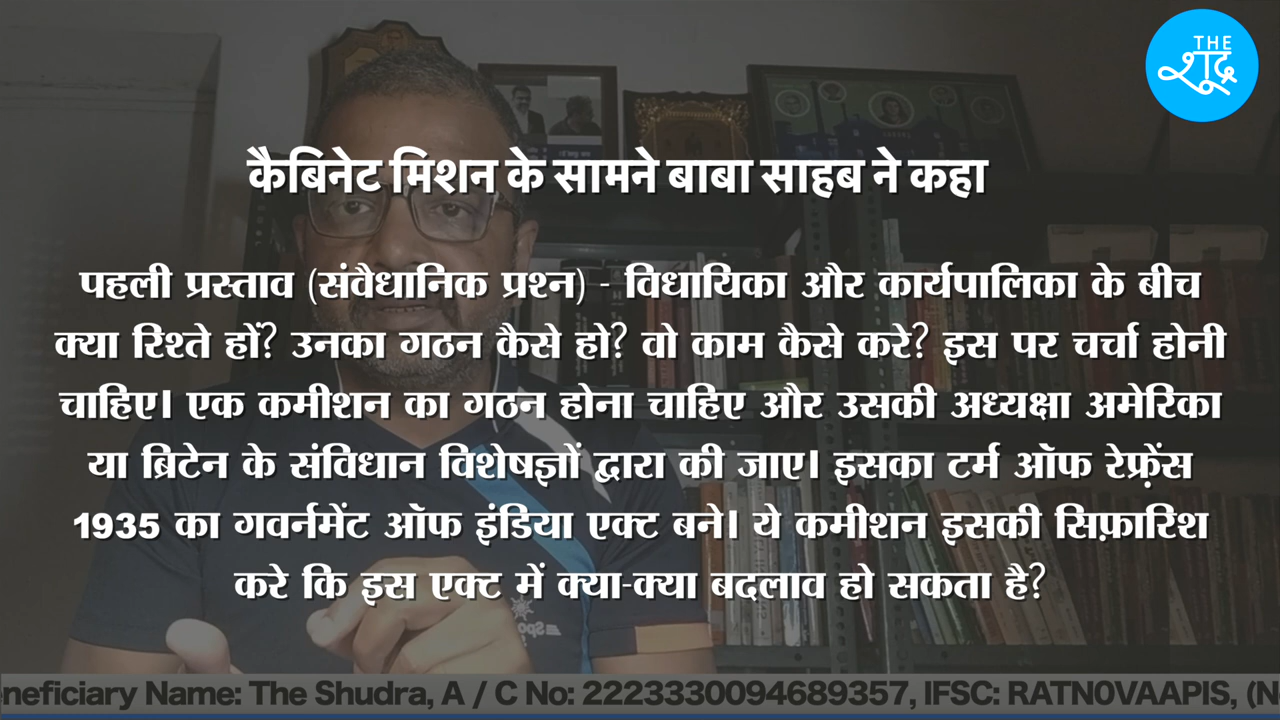 THE
शूद्र
कैबिनेट मिशन के सामने बाबा साहब ने कहा
पहली प्रस्ताव (संवैधानिक प्रश्न) - विधायिका और कार्यपालिका के बीच
क्या रिश्ते हों? उनका गठन कैसे हो? वो काम कैसे करे? इस पर चर्चा होनी
चाहिए। एक कमीशन का गठन होना चाहिए और उसकी अध्यक्षा अमेरिका
या ब्रिटेन के संविधान विशेषज्ञों द्वारा की जाए। इसका टर्म ऑफ रेफ़्रेंस
1935 का गवर्नमेंट ऑफ इंडिया एक्ट बने। ये कमीशन इसकी सिफ़ारिश
करे कि इस एक्ट में क्या-क्या बदलाव हो सकता है?
neficiary Name: The Shudra, A / C No: 2223330094689357, IFSC: RATN0VAAPIS, (N